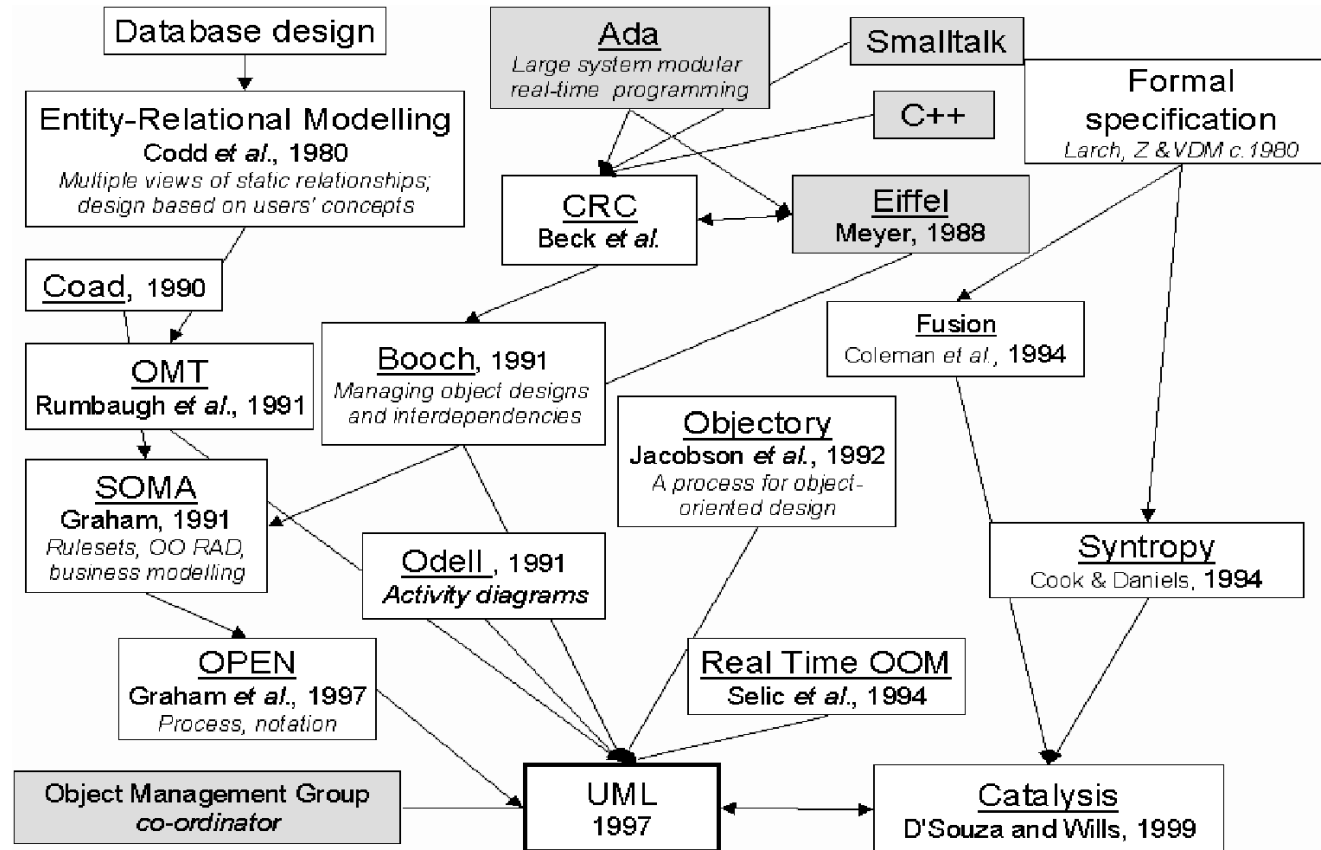 Database design
Ada
Large system modular
real-time programming
Smalltalk
C++
Formal
specification
Larch, Z &VDM c.1980
Entity-Relational Modelling
Codd et al., 1980
Multiple views of static relationships;
design based on users' concepts
CRC
Beck et al.
Eiffel
Meyer, 1988
Coad, 1990
OMT
Rumbaugh et al., 1991
Booch, 1991
Managing object designs
and interdependencies
Fusion
Coleman et al., 1994
Objectory
Jacobson et al., 1992
A process for object-
oriented design
SOMA
Graham, 1991
Rulesets, OO RAD,
business modelling
Odell , 1991
Activity diagrams
Syntropy
Cook & Daniels, 1994
OPEN
Graham et al., 1997
Process, notation
Real Time OOM
Selic et al., 1994
Object Management Group
co-ordinator
UML
1997
Catalysis
D'Souza and Wills, 1999